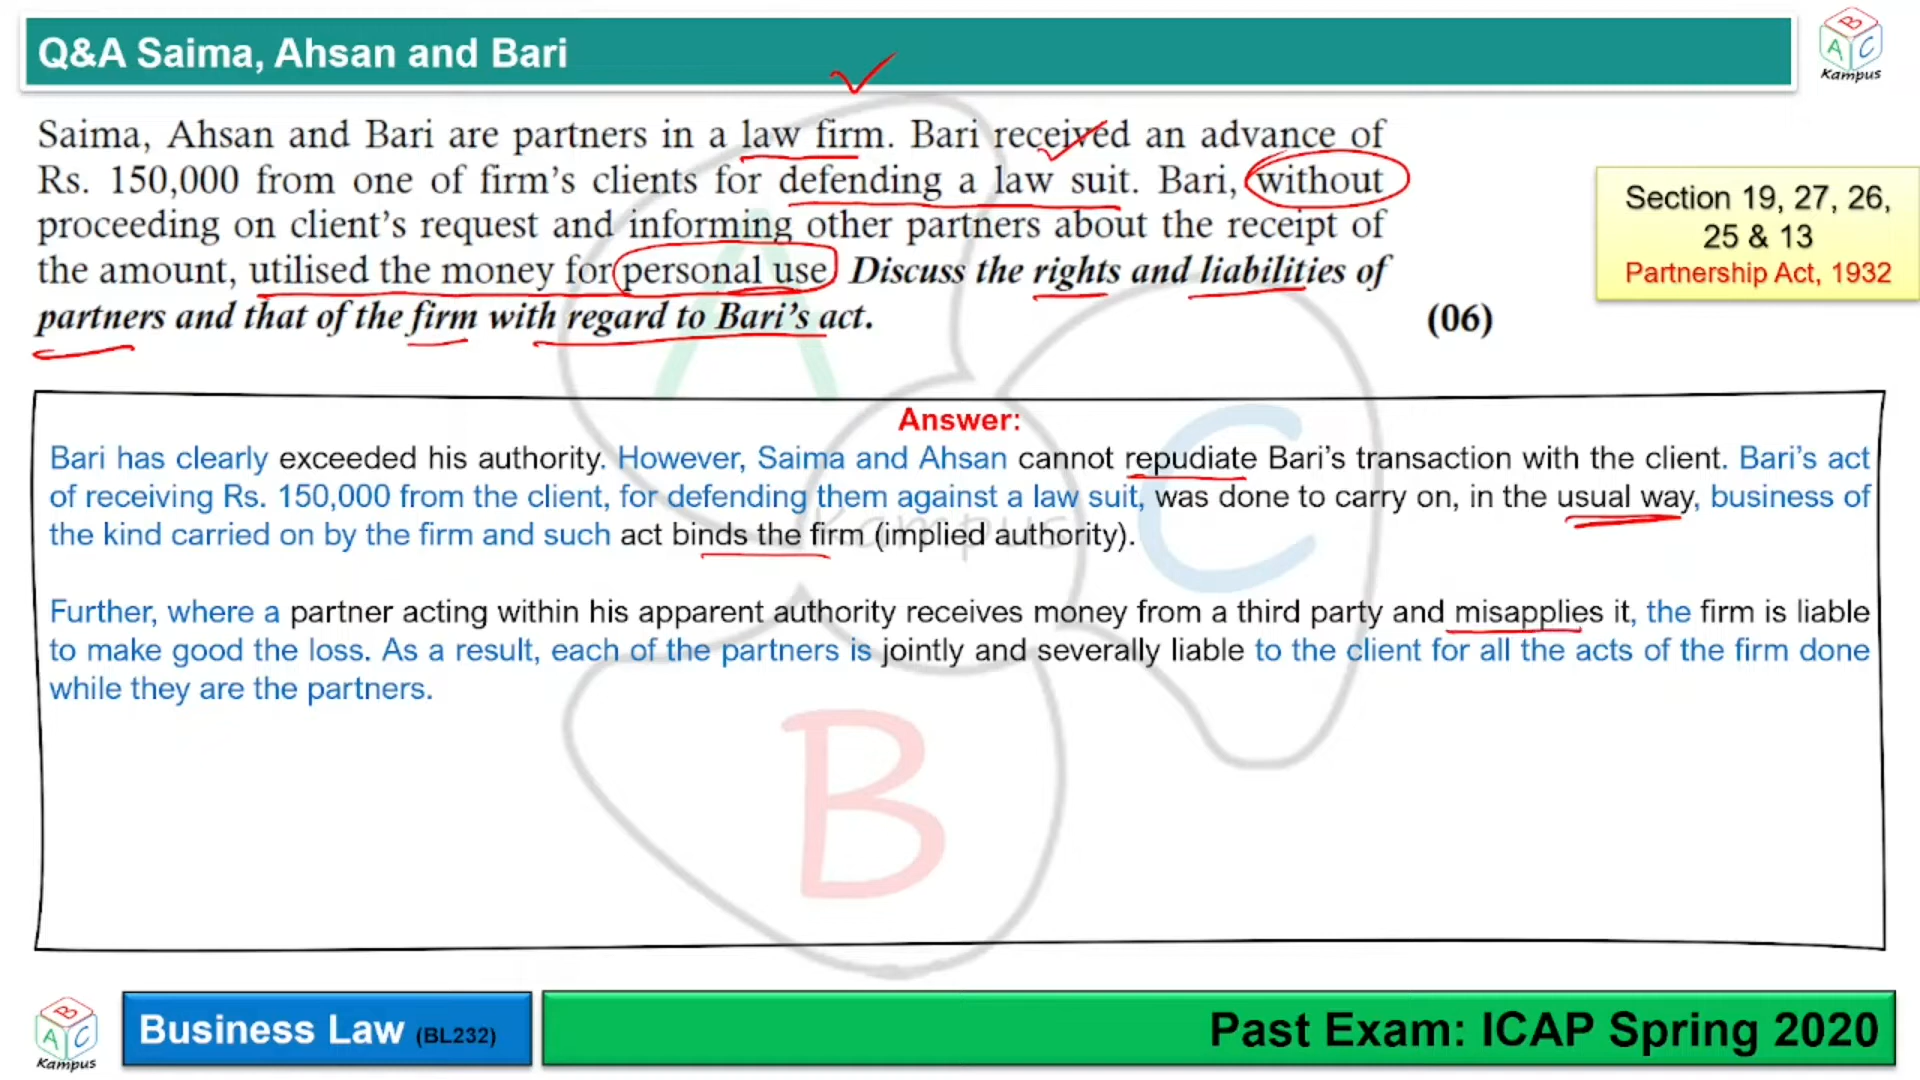 Q&A Saima, Ahsan and Bari
B
A C
Kampus
Saima, Ahsan and Bari are partners in a law firm. Bari received an advance of
Rs. 150,000 from one of firm's clients for defending a law suit. Bari, without
proceeding on client's request and informing other partners about the receipt of
the amount, utilised the money for personal use. Discuss the rights and liabilities of
partners and that of the firm with regard to Bari's act.
(06)
Section 19, 27, 26,
25 & 13
Partnership Act, 1932
Answer:
Bari has clearly exceeded his authority. However, Saima and Ahsan cannot repudiate Bari's transaction with the client. Bari's act
of receiving Rs. 150,000 from the client, for defending them against a law suit, was done to carry on, in the usual way, business of
the kind carried on by the firm and such act binds the firm (implied authority).
Further, where a partner acting within his apparent authority receives money from a third party and misapplies it, the firm is liable
to make good the loss. As a result, each of the partners is jointly and severally liable to the client for all the acts of the firm done
while they are the partners.
A
B
C
Kampus
B
A C
Kampus
Business Law (BL232)
Past Exam: ICAP Spring 2020